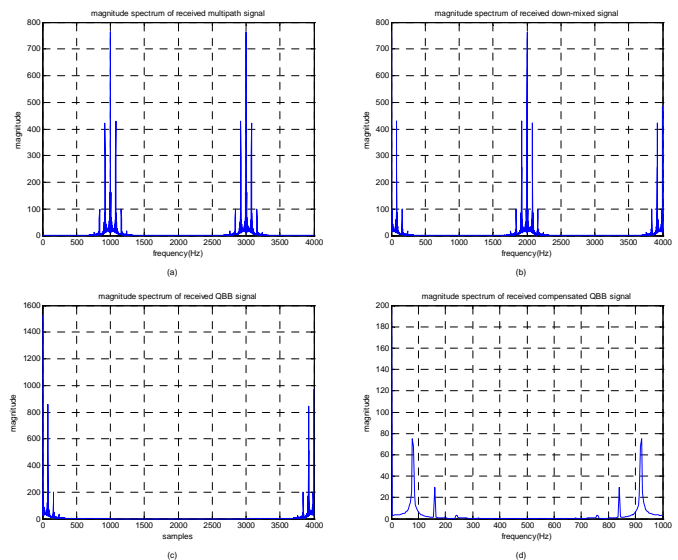 magnitude spectrum of received multipath signal
800
700
600
500
400
300
200
100
0
magnitude
0 500 1000 1500 2000 2500 3000 3500 4000
frequency(Hz)
(a)
magnitude spectrum of received down-mixed signal
800
700
600
500
400
300
200
100
0
magnitude
0 500 1000 1500 2000 2500 3000 3500 4000
frequency(Hz)
(b)
magnitude spectrum of received QBB signal
1600
1400
1200
1000
800
600
400
200
0
magnitude
0 500 1000 1500 2000 2500 3000 3500 4000
samples
(c)
magnitude spectrum of received compensated QBB signal
200
180
160
140
120
100
80
60
40
20
0
magnitude
0 100 200 300 400 500 600 700 800 900 1000
frequency(Hz)
(d)